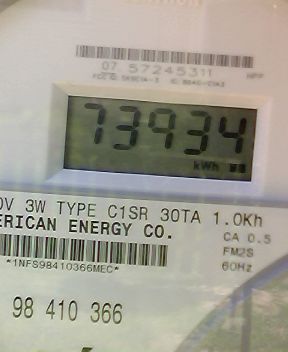 07 57245311
73934
kWh
0V 3W TYPE C1SR 30TA 1.0Kh
ERICAN ENERGY CO.
CA 0.5
FM2S
60Hz
*1NFS98410366MEC*
98 410 366